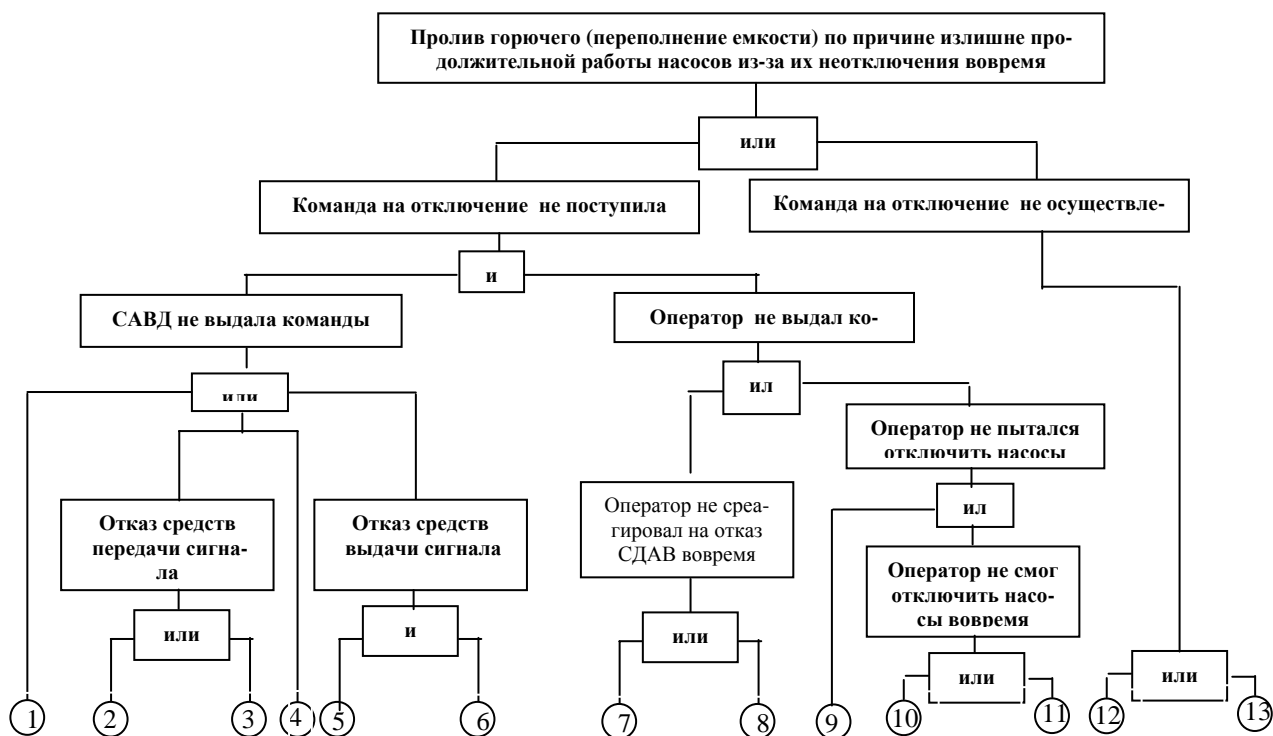 Пролив горючего (переполнение емкости) по причине излишне про-
должительной работы насосов из-за их неотключения вовремя
или
Команда на отключение не поступила
Команда на отключение не осуществле-
и
САВД не выдала команды
Оператор не выдал ко-
или
ил
Оператор не пытался
отключить насосы
Отказ средств
передачи сигна-
ла
Отказ средств
выдачи сигнала
Оператор не среа-
гировал на отказ
СДАВ вовремя
ил
Оператор не смог
отключить насо-
сы вовремя
или
и
или
или
или
1
2
3
4
5
6
7
8
9
10
11
12
13